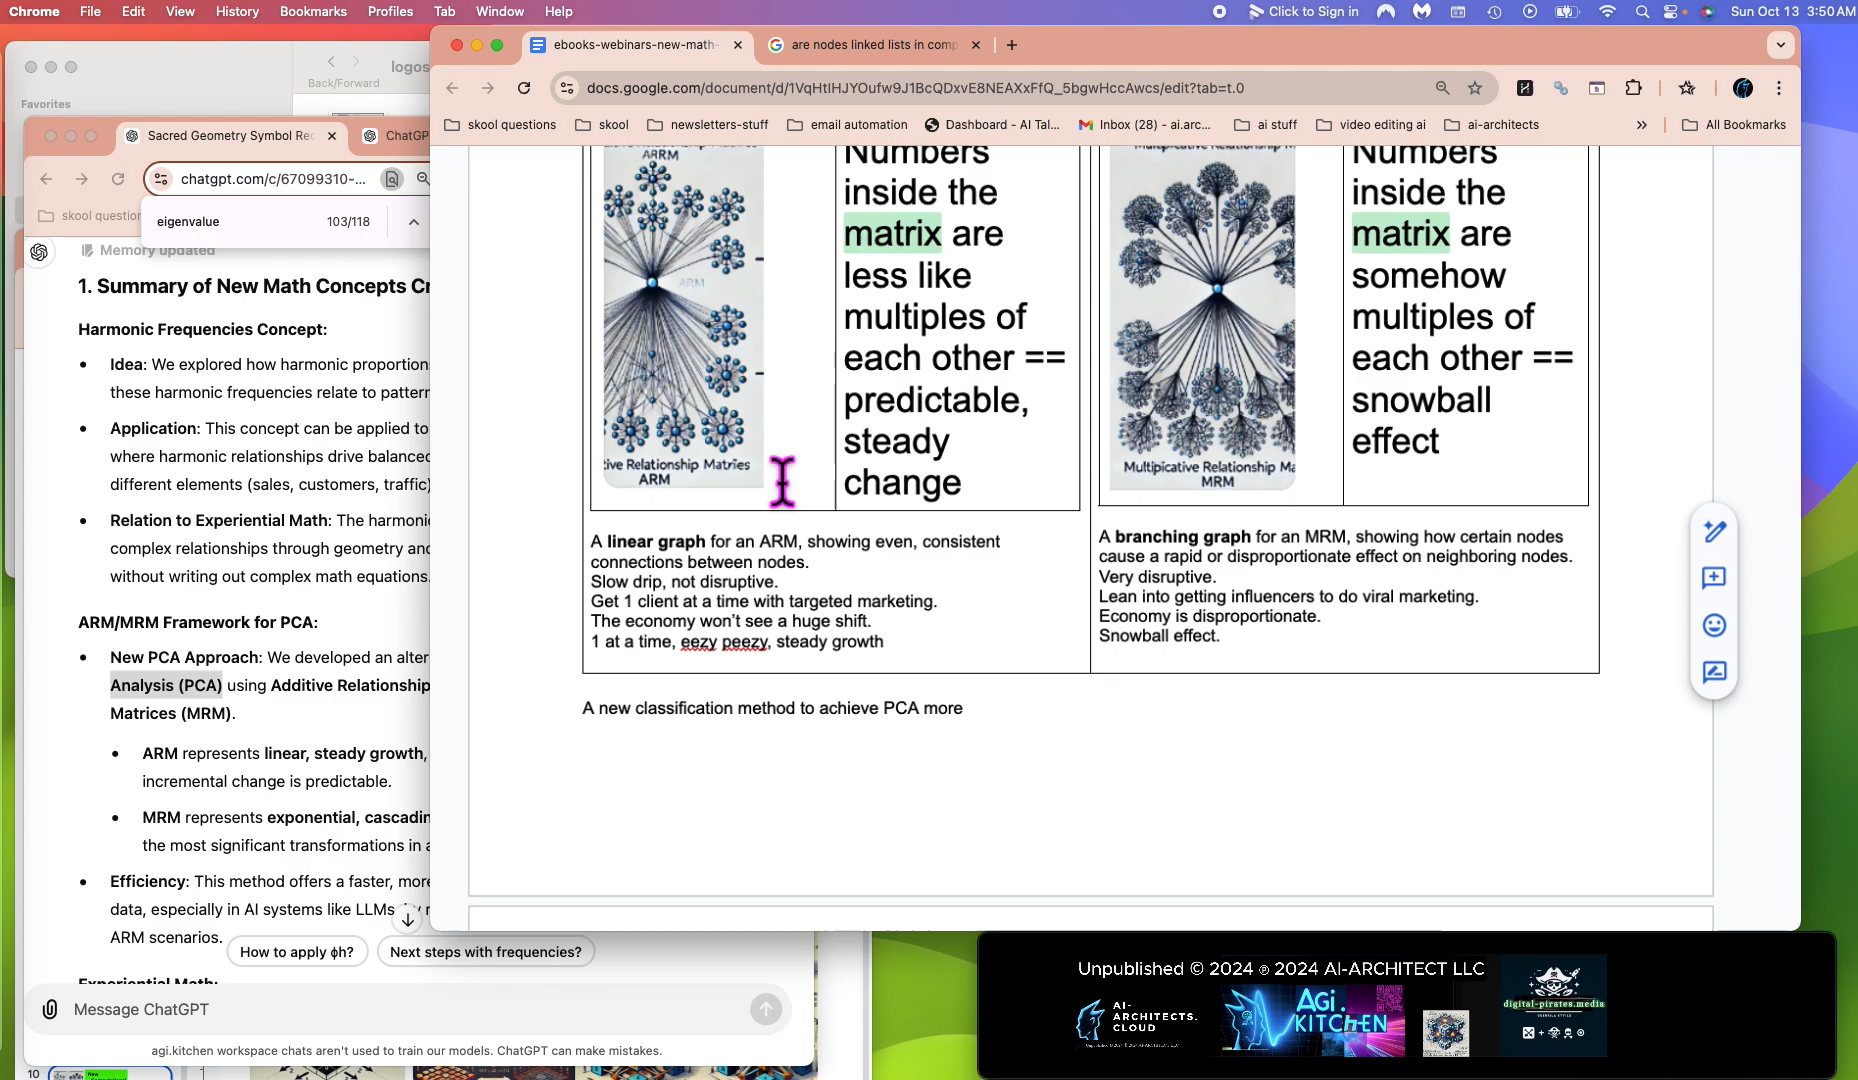 Chrome File Edit View History Bookmarks Profiles Tab Window Help
Click to Sign in
Sun Oct 13 3:50 AM
Back/Forward
logos
Favorites
Sacred Geometry Symbol Rec
ChatGP
chatgpt.com/c/67099310-...
skool question
eigenvalue 103/118
Memory updated
1. Summary of New Math Concepts Cr
Harmonic Frequencies Concept:
Idea: We explored how harmonic proportion
these harmonic frequencies relate to patter
Application: This concept can be applied to
where harmonic relationships drive balanced
different elements (sales, customers, traffic)
Relation to Experiential Math: The harmoni
complex relationships through geometry and
without writing out complex math equations.
ARM/MRM Framework for PCA:
New PCA Approach: We developed an alter
Analysis (PCA) using Additive Relationship
Matrices (MRM).
ARM represents linear, steady growth,
incremental change is predictable.
MRM represents exponential, cascadin
the most significant transformations in a
Efficiency: This method offers a faster, more
data, especially in AI systems like LLMs, by
ARM scenarios.
How to apply ϕh?
Next steps with frequencies?
Experiential Math:
Message ChatGPT
agi.kitchen workspace chats aren't used to train our models. ChatGPT can make mistakes.
10
ebooks-webinars-new-math-
are nodes linked lists in comp
docs.google.com/document/d/1VqHtIHJYOufw9J1BcQDxvE8NEAXxFfQ_5bgwHccAwcs/edit?tab=t.0
skool questions
skool
newsletters-stuff
email automation
Dashboard - AI Tal...
Inbox (28) - ai.arc...
ai stuff
video editing ai
ai-architects
All Bookmarks
ARRM
ARM
ive Relationship Matries
ARM
Numbers
inside the
matrix are
less like
multiples of
each other ==
predictable,
steady
change
Multipicative Relationship Ma
MRM
Numbers
inside the
matrix are
somehow
multiples of
each other ==
snowball
effect
A linear graph for an ARM, showing even, consistent
connections between nodes.
Slow drip, not disruptive.
Get 1 client at a time with targeted marketing.
The economy won't see a huge shift.
1 at a time, eezy peezy, steady growth
A branching graph for an MRM, showing how certain nodes
cause a rapid or disproportionate effect on neighboring nodes.
Very disruptive.
Lean into getting influencers to do viral marketing.
Economy is disproportionate.
Snowball effect.
A new classification method to achieve PCA more
Unpublished © 2024 ℗ 2024 AI-ARCHITECT LLC
AI-
ARCHITECTS.
CLOUD
AGi.
KITCHEN
digital-pirates.media